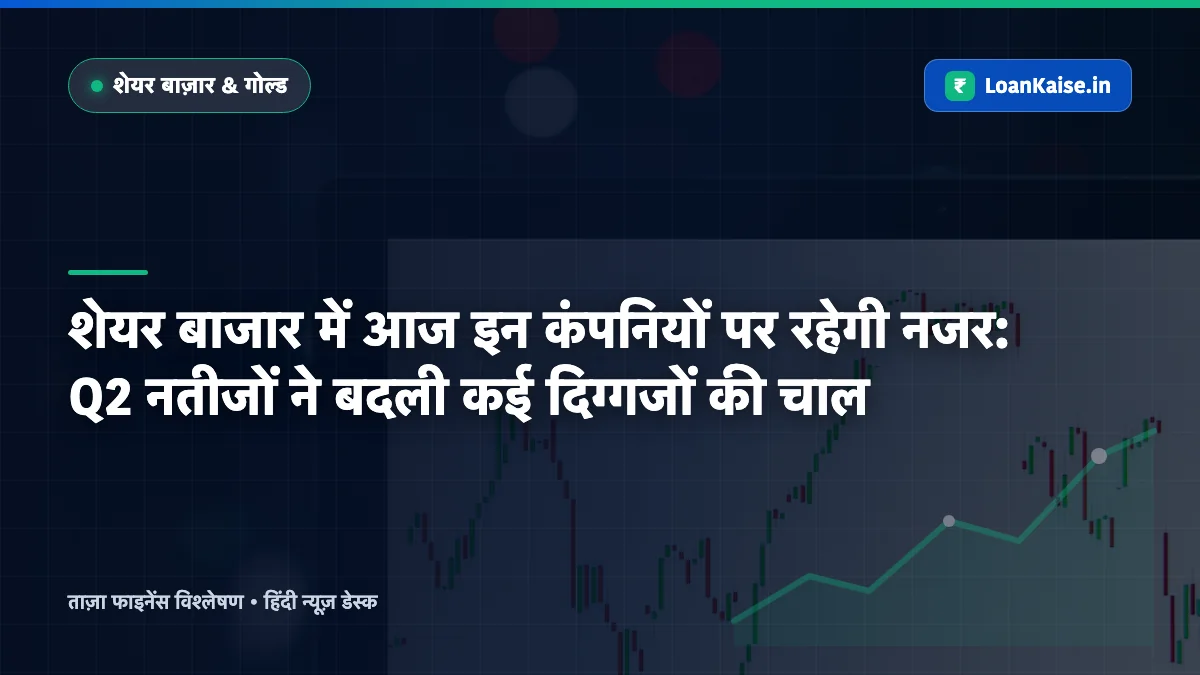 शेयर बाज़ार & गोल्ड
₹ LoanKaise.in
शेयर बाजार में आज इन कंपनियों पर रहेगी नजर:
Q2 नतीजों ने बदली कई दिग्गजों की चाल
ताज़ा फाइनेंस विश्लेषण • हिंदी न्यूज़ डेस्क